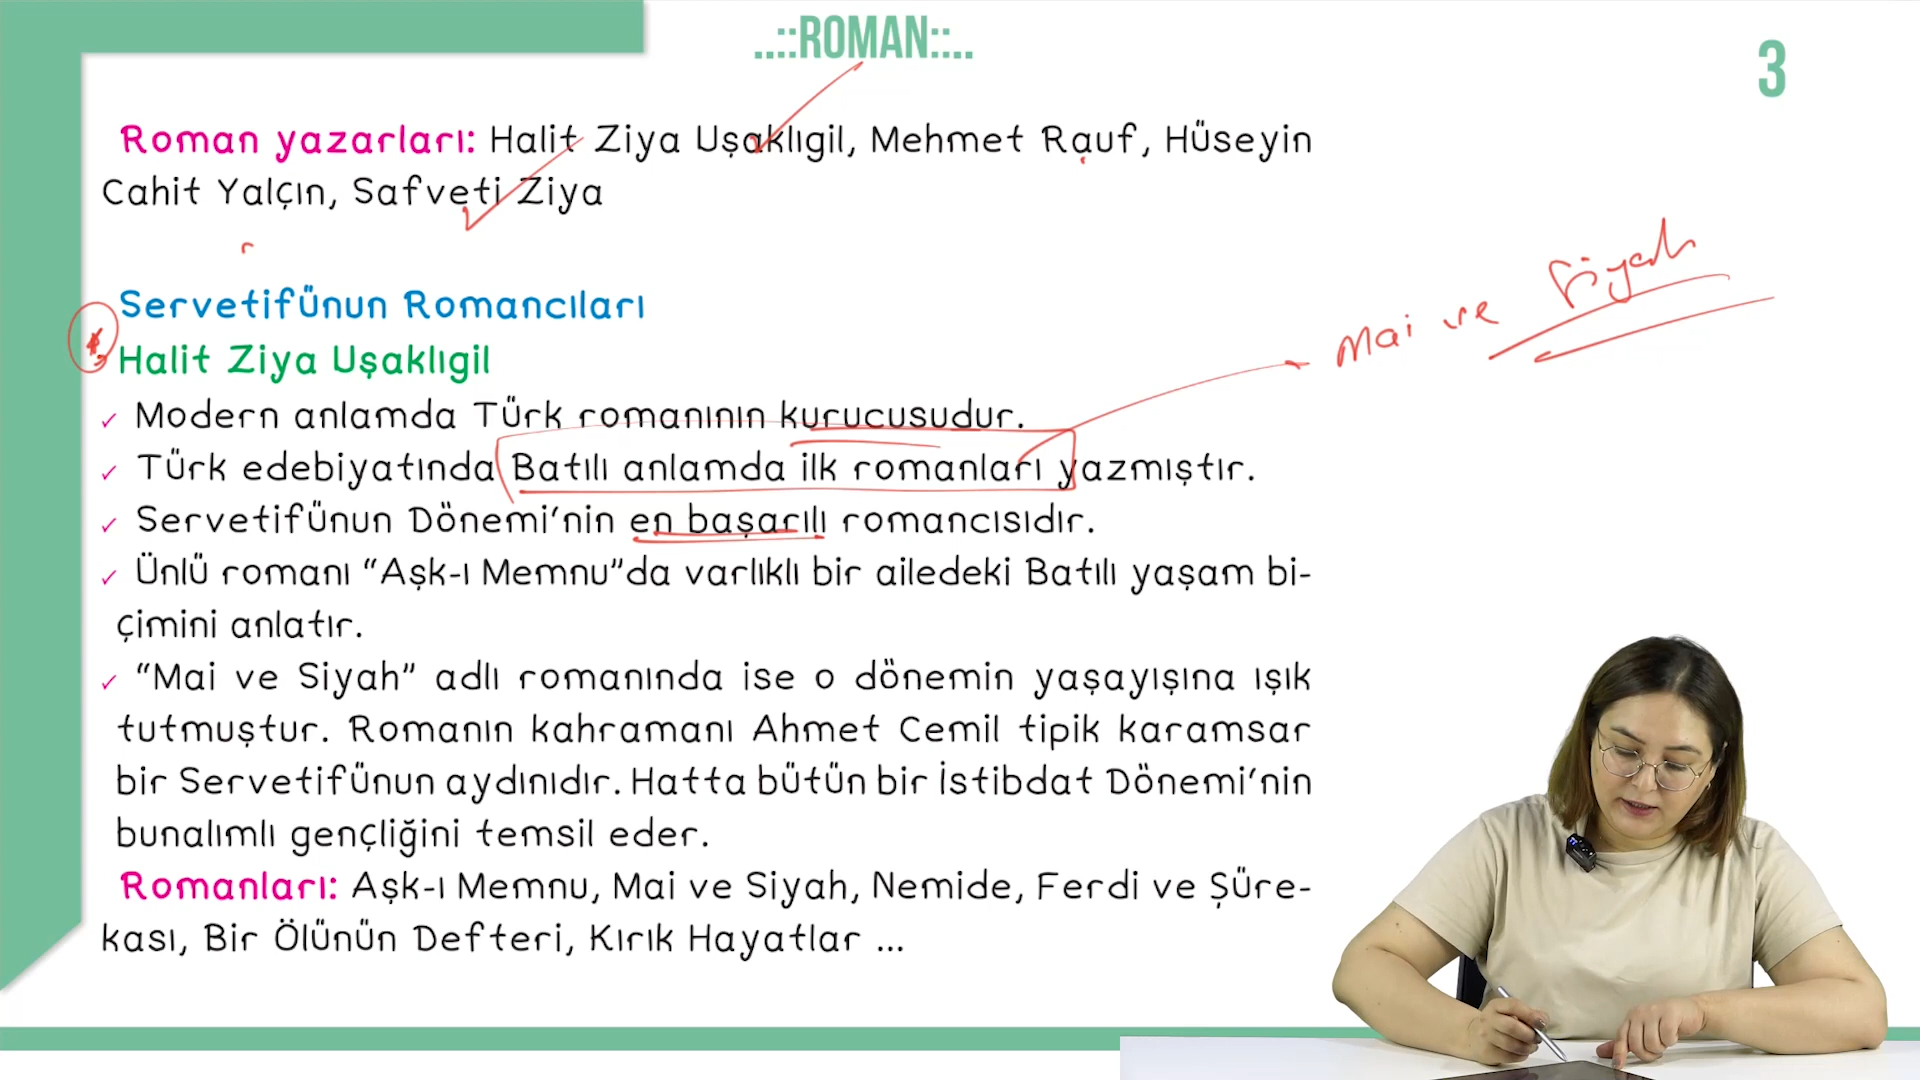 ..::ROMAN::..
3
Roman yazarları: Halit Ziya Uşaklıgil, Mehmet Rauf, Hüseyin
Cahit Yalçın, Safveti Ziya
Servetifünun Romancıları
Halit Ziya Uşaklıgil
✓ Modern anlamda Türk romanının kurucusudur.
✓ Türk edebiyatında Batılı anlamda ilk romanları yazmıştır.
Mai ve Siyah
✓ Servetifünun Dönemi’nin en başarılı romancısıdır.
✓ Ünlü romanı “Aşk-ı Memnu”da varlıklı bir ailedeki Batılı yaşam bi-
çimini anlatır.
✓ “Mai ve Siyah” adlı romanında ise o dönemin yaşayışına ışık
tutmuştur. Romanın kahramanı Ahmet Cemil tipik karamsar
bir Servetifünun aydınıdır. Hatta bütün bir İstibdat Dönemi’nin
bunalımlı gençliğini temsil eder.
Romanları: Aşk-ı Memnu, Mai ve Siyah, Nemide, Ferdi ve Şüre-
kası, Bir Ölünün Defteri, Kırık Hayatlar ...